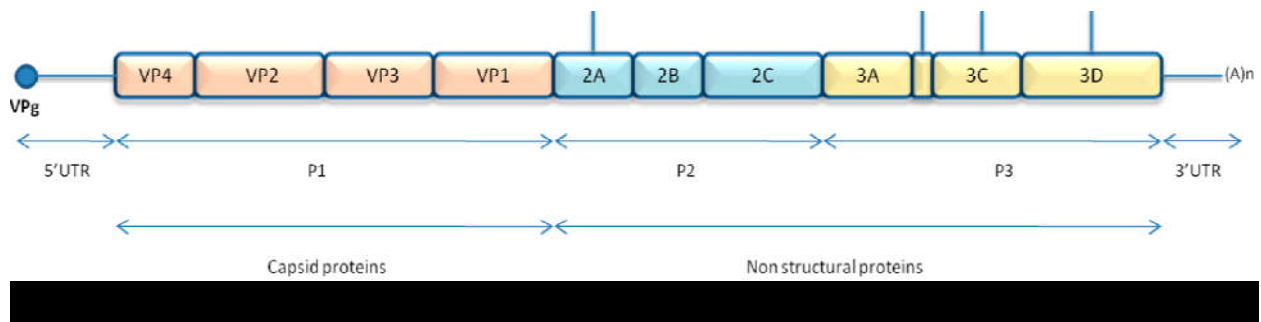 VP4 VP2 VP3 VP1 2A 2B 2C 3A 3C 3D (A)n
VPg
5'UTR P1 P2 P3 3'UTR
Capsid proteins Non structural proteins